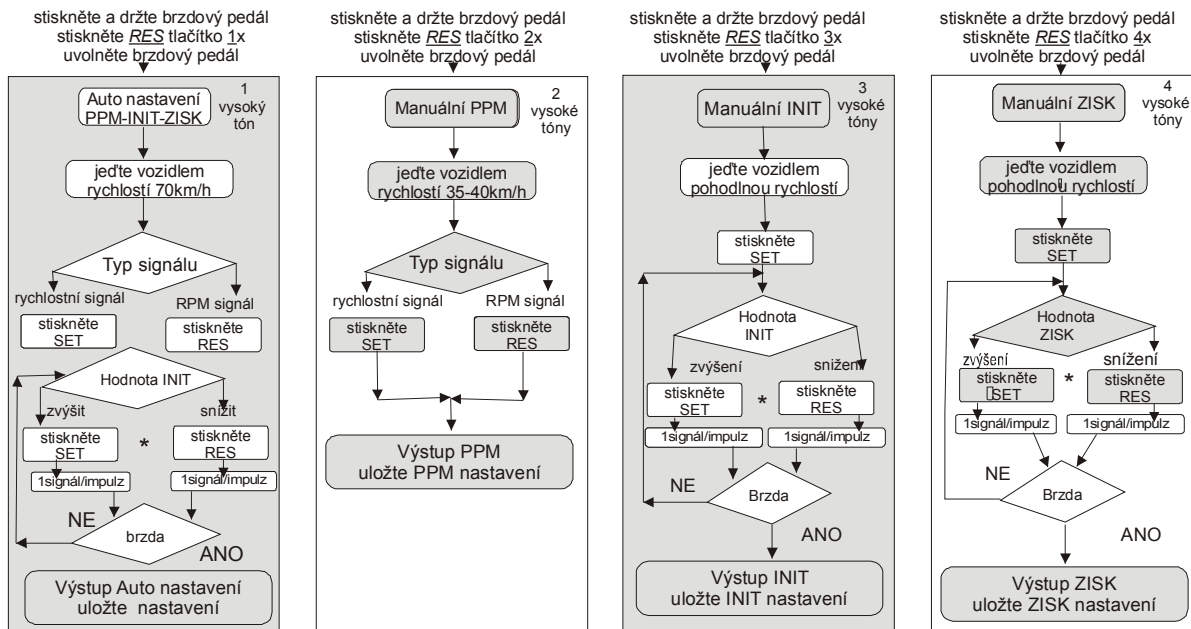 stiskněte a držte brzdový pedál
stiskněte RES tlačítko 1x
uvolněte brzdový pedál
1
vysoký
tón
Auto nastavení
PPM-INIT-ZISK
jeďte vozidlem
rychlostí 70km/h
Typ signálu
rychlostní signál
RPM signál
stiskněte
SET
stiskněte
RES
Hodnota INIT
zvýšit
snížit
stiskněte
SET
*
stiskněte
RES
1signál/impulz
1signál/impulz
NE
brzda
ANO
Výstup Auto nastavení
uložte nastavení
stiskněte a držte brzdový pedál
stiskněte RES tlačítko 2x
uvolněte brzdový pedál
2
vysoké
tóny
Manuální PPM
jeďte vozidlem
rychlostí 35-40km/h
Typ signálu
rychlostní signál
RPM signál
stiskněte
SET
stiskněte
RES
Výstup PPM
uložte PPM nastavení
stiskněte a držte brzdový pedál
stiskněte RES tlačítko 3x
uvolněte brzdový pedál
3
vysoké
tóny
Manuální INIT
jeďte vozidlem
pohodlnou rychlostí
stiskněte
SET
Hodnota
INIT
zvýšení
snížení
stiskněte
SET
*
stiskněte
RES
1signál/impulz
1signál/impulz
NE
Brzda
ANO
Výstup INIT
uložte INIT nastavení
stiskněte a držte brzdový pedál
stiskněte RES tlačítko 4x
uvolněte brzdový pedál
4
vysoké
tóny
Manuální ZISK
jeďte vozidlem
pohodlnou rychlostí
stiskněte
SET
Hodnota
ZISK
zvýšení
snížení
stiskněte
SET
*
stiskněte
RES
1signál/impulz
1signál/impulz
NE
Brzda
ANO
Výstup ZISK
uložte ZISK nastavení